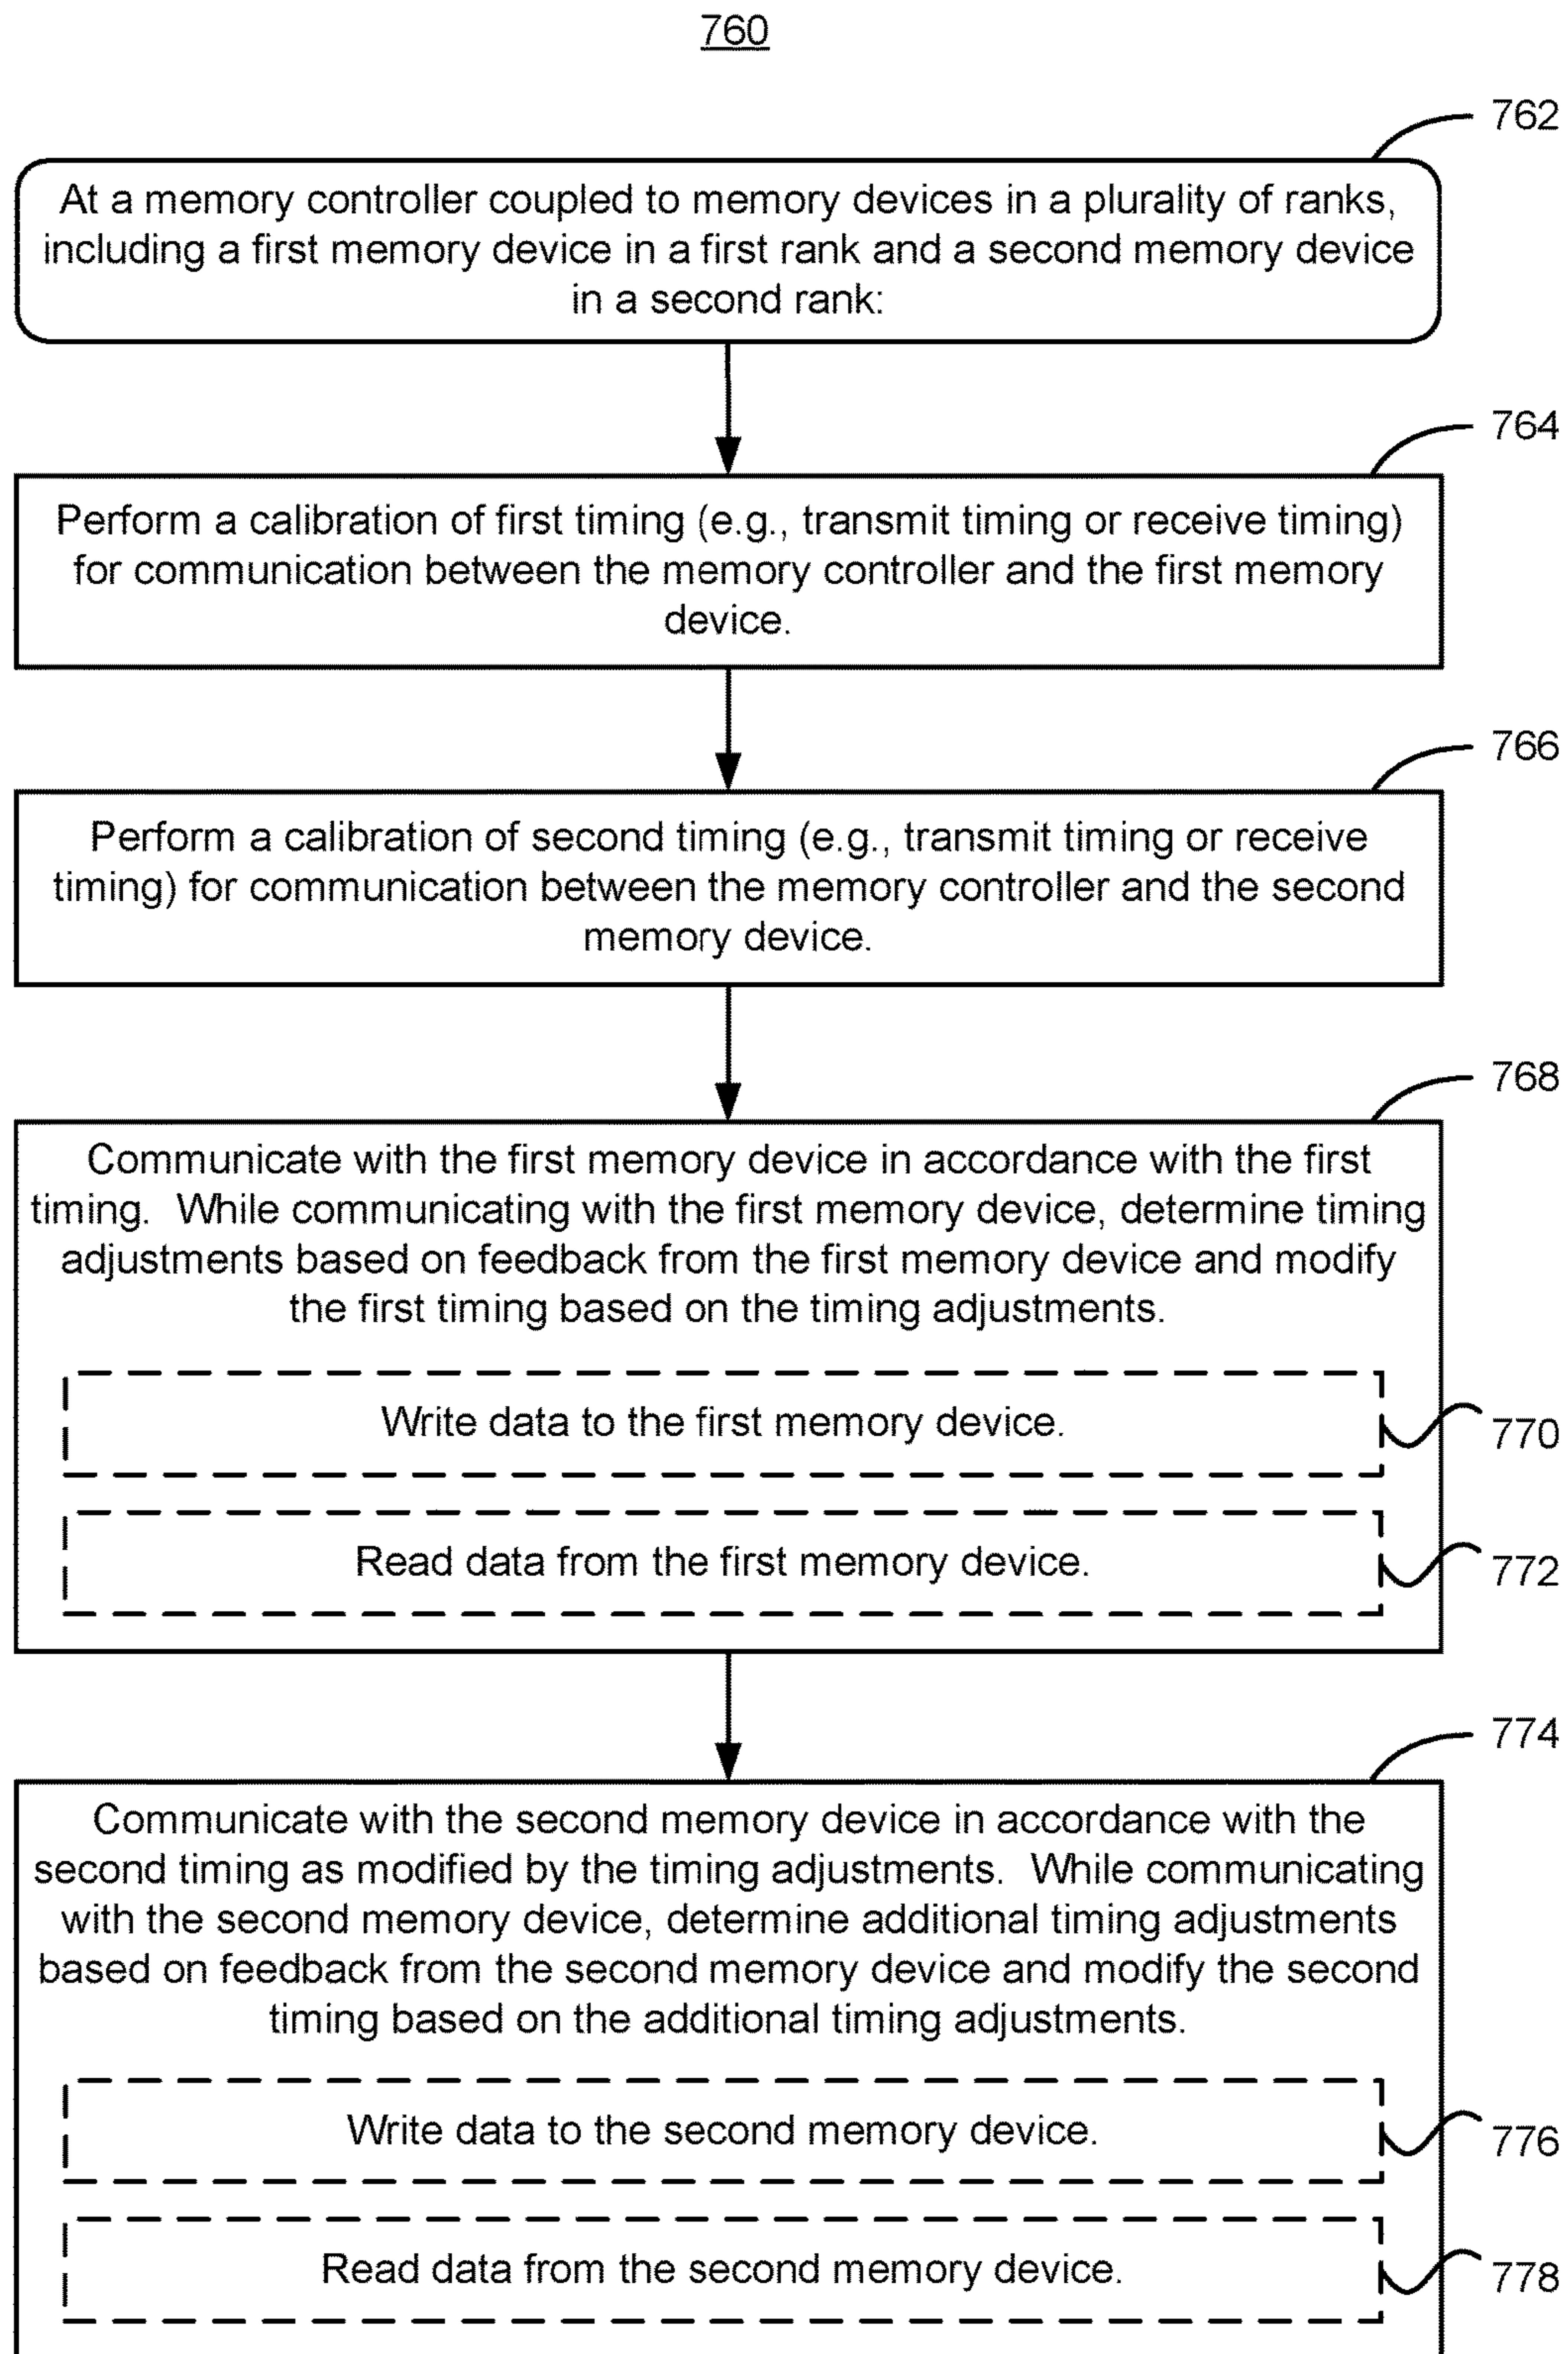 760
762
At a memory controller coupled to memory devices in a plurality of ranks,
including a first memory device in a first rank and a second memory device
in a second rank:
764
Perform a calibration of first timing (e.g., transmit timing or receive timing)
for communication between the memory controller and the first memory
device.
766
Perform a calibration of second timing (e.g., transmit timing or receive
timing) for communication between the memory controller and the second
memory device.
768
Communicate with the first memory device in accordance with the first
timing.  While communicating with the first memory device, determine timing
adjustments based on feedback from the first memory device and modify
the first timing based on the timing adjustments.
Write data to the first memory device.
770
Read data from the first memory device.
772
774
Communicate with the second memory device in accordance with the
second timing as modified by the timing adjustments.  While communicating
with the second memory device, determine additional timing adjustments
based on feedback from the second memory device and modify the second
timing based on the additional timing adjustments.
Write data to the second memory device.
776
Read data from the second memory device.
778